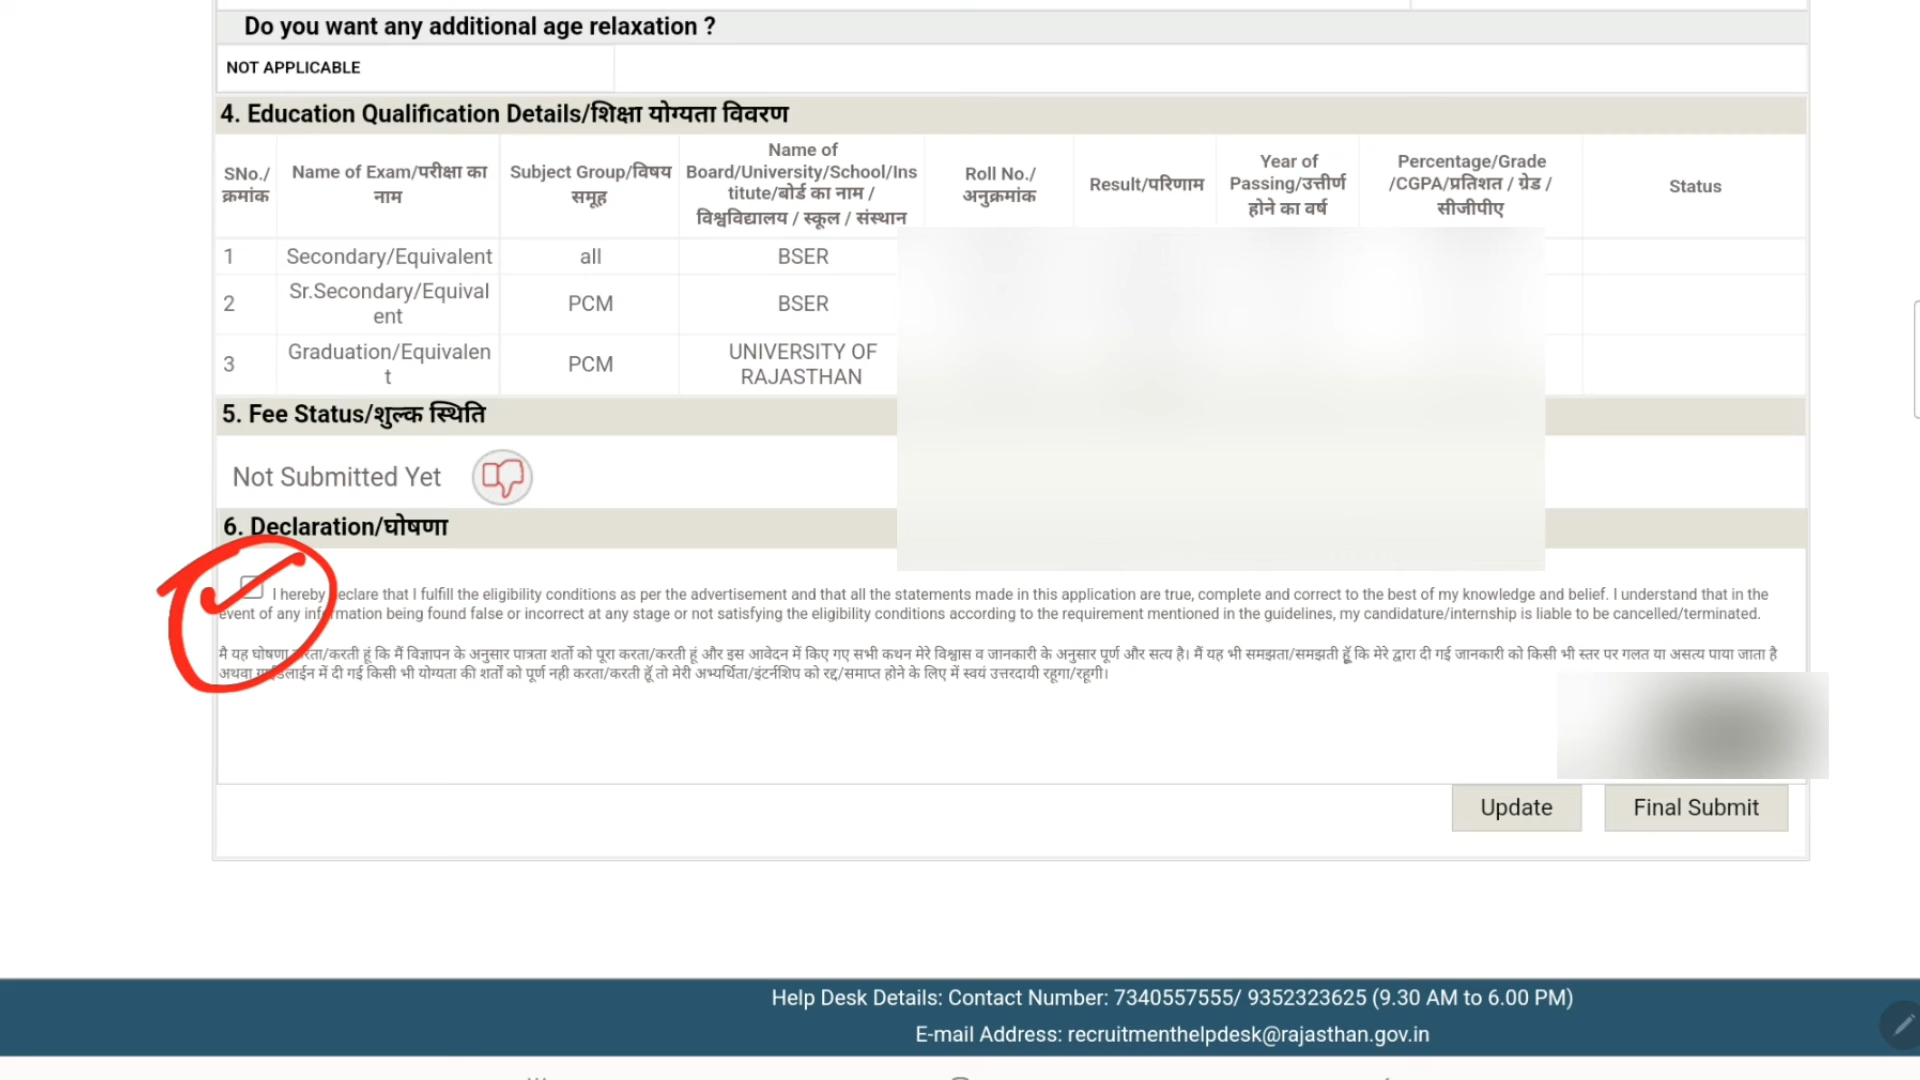 Do you want any additional age relaxation ?
NOT APPLICABLE
4. Education Qualification Details/शिक्षा योग्यता विवरण
SNo./
क्रमांक
Name of Exam/परीक्षा का
नाम
Subject Group/विषय
समूह
Name of
Board/University/School/Ins
titute/बोर्ड का नाम /
विश्वविद्यालय / स्कूल / संस्थान
Roll No./
अनुक्रमांक
Result/परिणाम
Year of
Passing/उत्तीर्ण
होने का वर्ष
Percentage/Grade
/CGPA/प्रतिशत / ग्रेड /
सीजीपीए
Status
1 Secondary/Equivalent all BSER
2 Sr.Secondary/Equival
ent PCM BSER
3 Graduation/Equivalen
t PCM UNIVERSITY OF
RAJASTHAN
5. Fee Status/शुल्क स्थिति
Not Submitted Yet
6. Declaration/घोषणा
I hereby declare that I fulfill the eligibility conditions as per the advertisement and that all the statements made in this application are true, complete and correct to the best of my knowledge and belief. I understand that in the
event of any information being found false or incorrect at any stage or not satisfying the eligibility conditions according to the requirement mentioned in the guidelines, my candidature/internship is liable to be cancelled/terminated.
मै यह घोषणा करता/करती हूं कि मैं विज्ञापन के अनुसार पात्रता शर्तो को पूरा करता/करती हूं और इस आवेदन में किए गए सभी कथन मेरे विश्वास व जानकारी के अनुसार पूर्ण और सत्य है। मैं यह भी समझता/समझती हूँ कि मेरे द्वारा दी गई जानकारी को किसी भी स्तर पर गलत या असत्य पाया जाता है
अथवा गाईडलाईन में दी गई किसी भी योग्यता की शर्तों को पूर्ण नही करता/करती हूँ तो मेरी अभ्यर्थिता/इंटर्नशिप को रद्द/समाप्त होने के लिए में स्वयं उत्तरदायी रहूगा/रहूगी।
Update
Final Submit
Help Desk Details: Contact Number: 7340557555/ 9352323625 (9.30 AM to 6.00 PM)
E-mail Address: recruitmenthelpdesk@rajasthan.gov.in